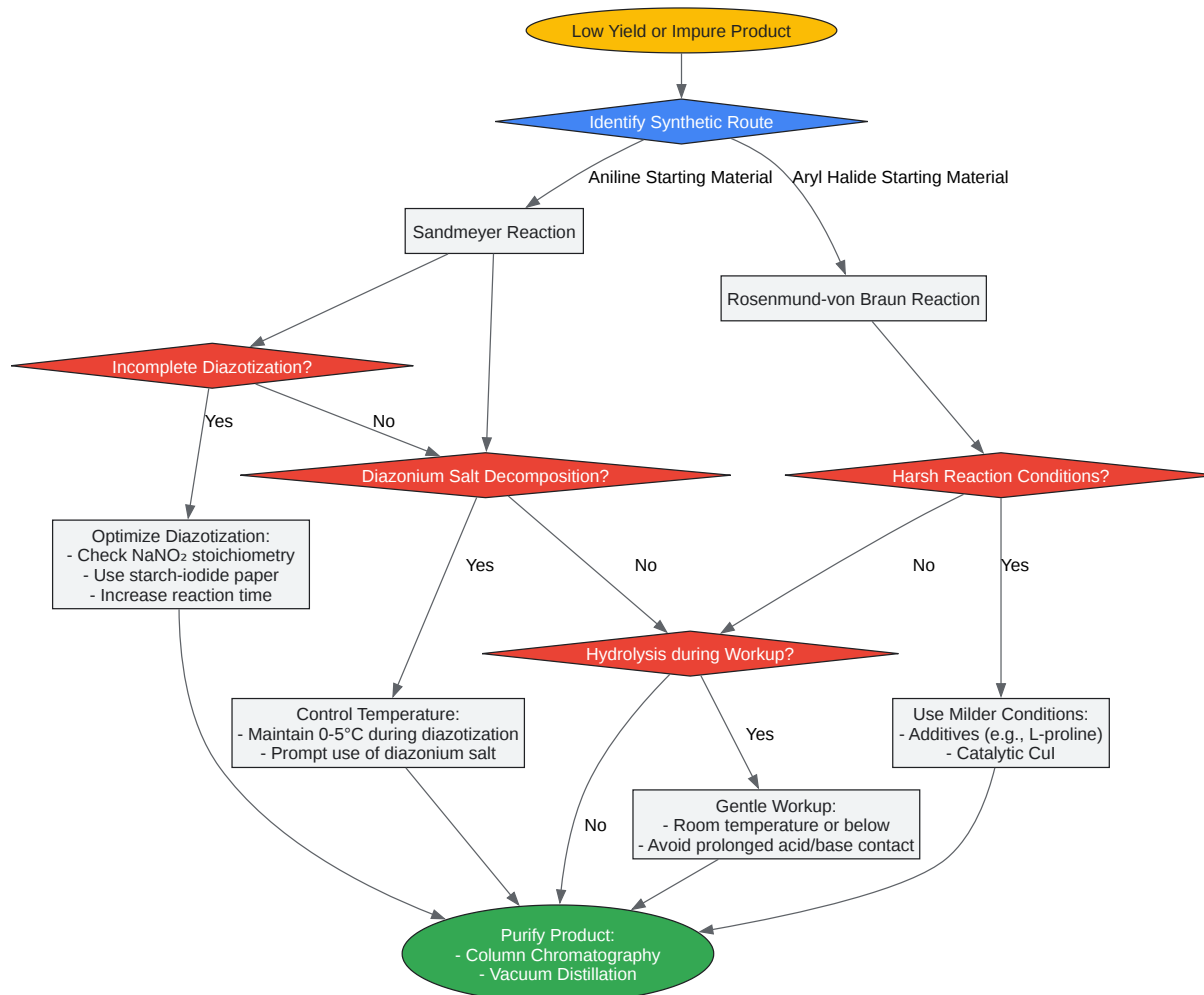 Low Yield or Impure Product
Identify Synthetic Route
Aniline Starting Material
Aryl Halide Starting Material
Sandmeyer Reaction
Rosenmund-von Braun Reaction
Incomplete Diazotization?
Yes
No
Diazonium Salt Decomposition?
Harsh Reaction Conditions?
Optimize Diazotization:
- Check NaNO₂ stoichiometry
- Use starch-iodide paper
- Increase reaction time
Yes
No
No
Yes
Hydrolysis during Workup?
Control Temperature:
- Maintain 0-5°C during diazotization
- Prompt use of diazonium salt
Use Milder Conditions:
- Additives (e.g., L-proline)
- Catalytic CuI
Yes
No
Gentle Workup:
- Room temperature or below
- Avoid prolonged acid/base contact
Purify Product:
- Column Chromatography
- Vacuum Distillation